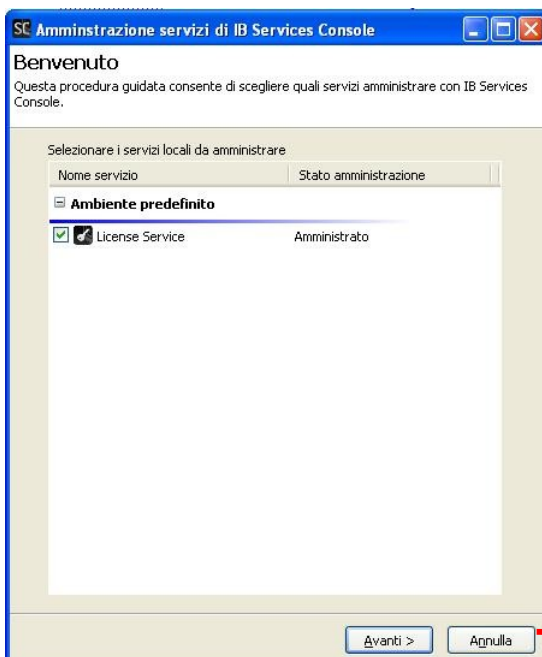 SC Amminstrazione servizi di IB Services Console
Benvenuto
Questa procedura guidata consente di scegliere quali servizi amministrare con IB Services
Console.
Selezionare i servizi locali da amministrare
Nome servizio Stato amministrazione
Ambiente predefinito
License Service Amministrato
Avanti > Annulla